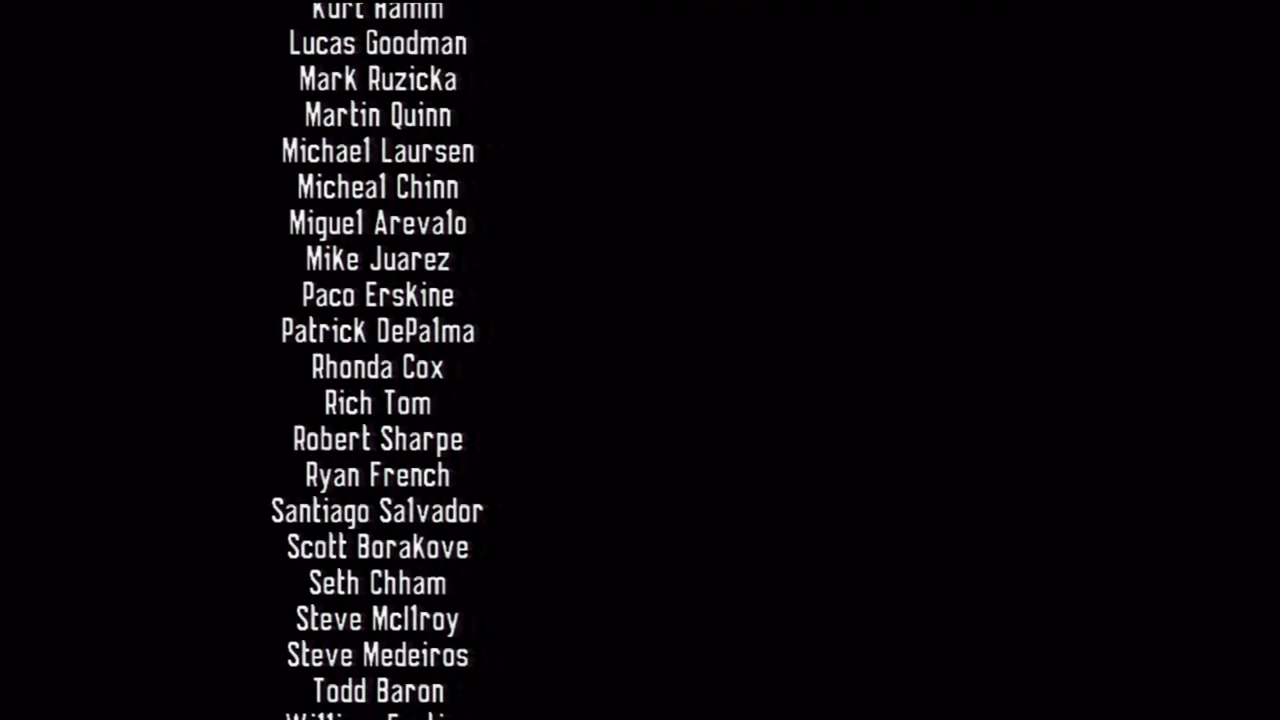 Kurt Hamm
Lucas Goodman
Mark Ruzicka
Martin Quinn
Michael Laursen
Micheal Chinn
Miguel Arevalo
Mike Juarez
Paco Erskine
Patrick DePalma
Rhonda Cox
Rich Tom
Robert Sharpe
Ryan French
Santiago Salvador
Scott Borakove
Seth Chham
Steve McIlroy
Steve Medeiros
Todd Baron